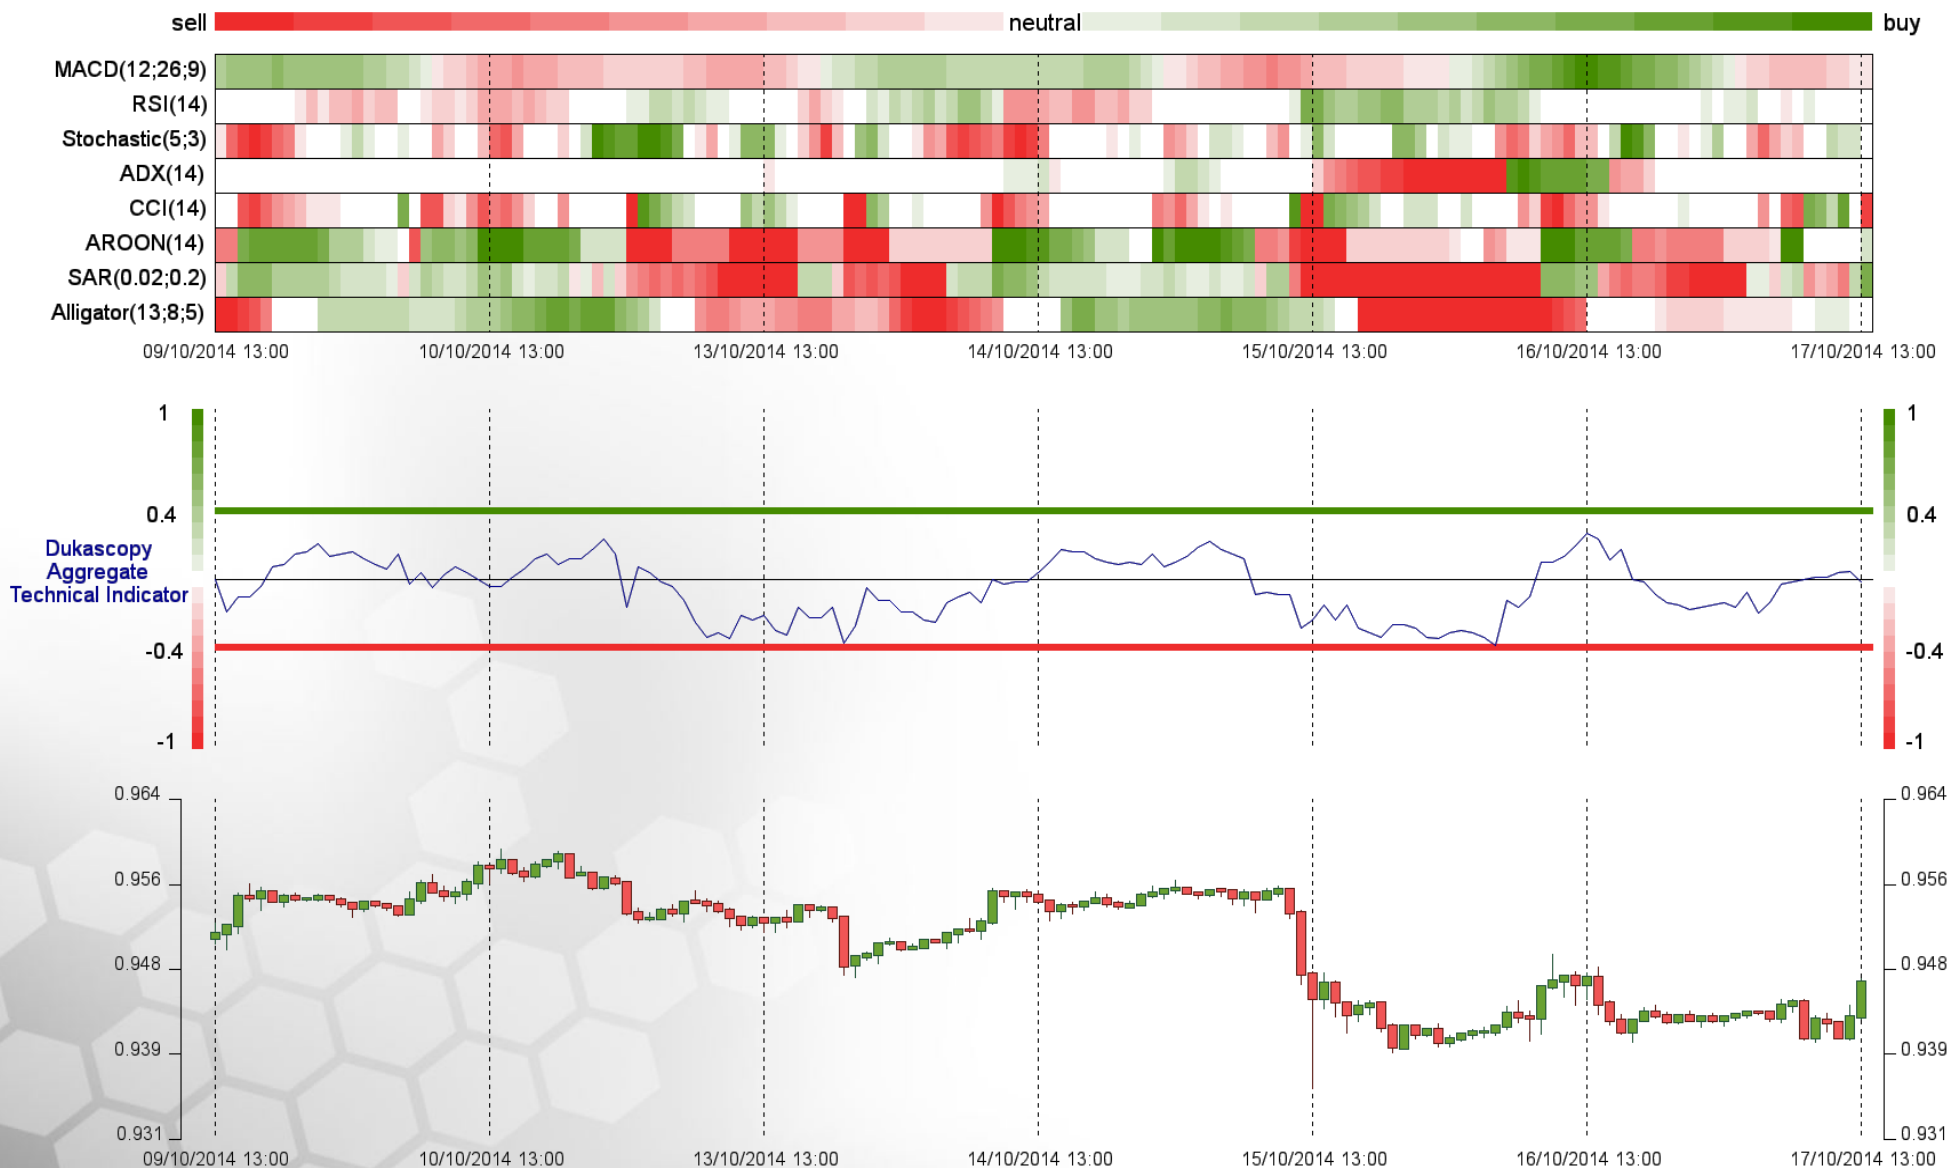 sell neutral buy
MACD(12;26;9)
RSI(14)
Stochastic(5;3)
ADX(14)
CCI(14)
AROON(14)
SAR(0.02;0.2)
Alligator(13;8;5)
09/10/2014 13:00 10/10/2014 13:00 13/10/2014 13:00 14/10/2014 13:00 15/10/2014 13:00 16/10/2014 13:00 17/10/2014 13:00
1 1
0.4 0.4
Dukascopy
Aggregate
Technical Indicator
-0.4 -0.4
-1 -1
0.964 0.964
0.956 0.956
0.948 0.948
0.939 0.939
0.931 0.931
09/10/2014 13:00 10/10/2014 13:00 13/10/2014 13:00 14/10/2014 13:00 15/10/2014 13:00 16/10/2014 13:00 17/10/2014 13:00